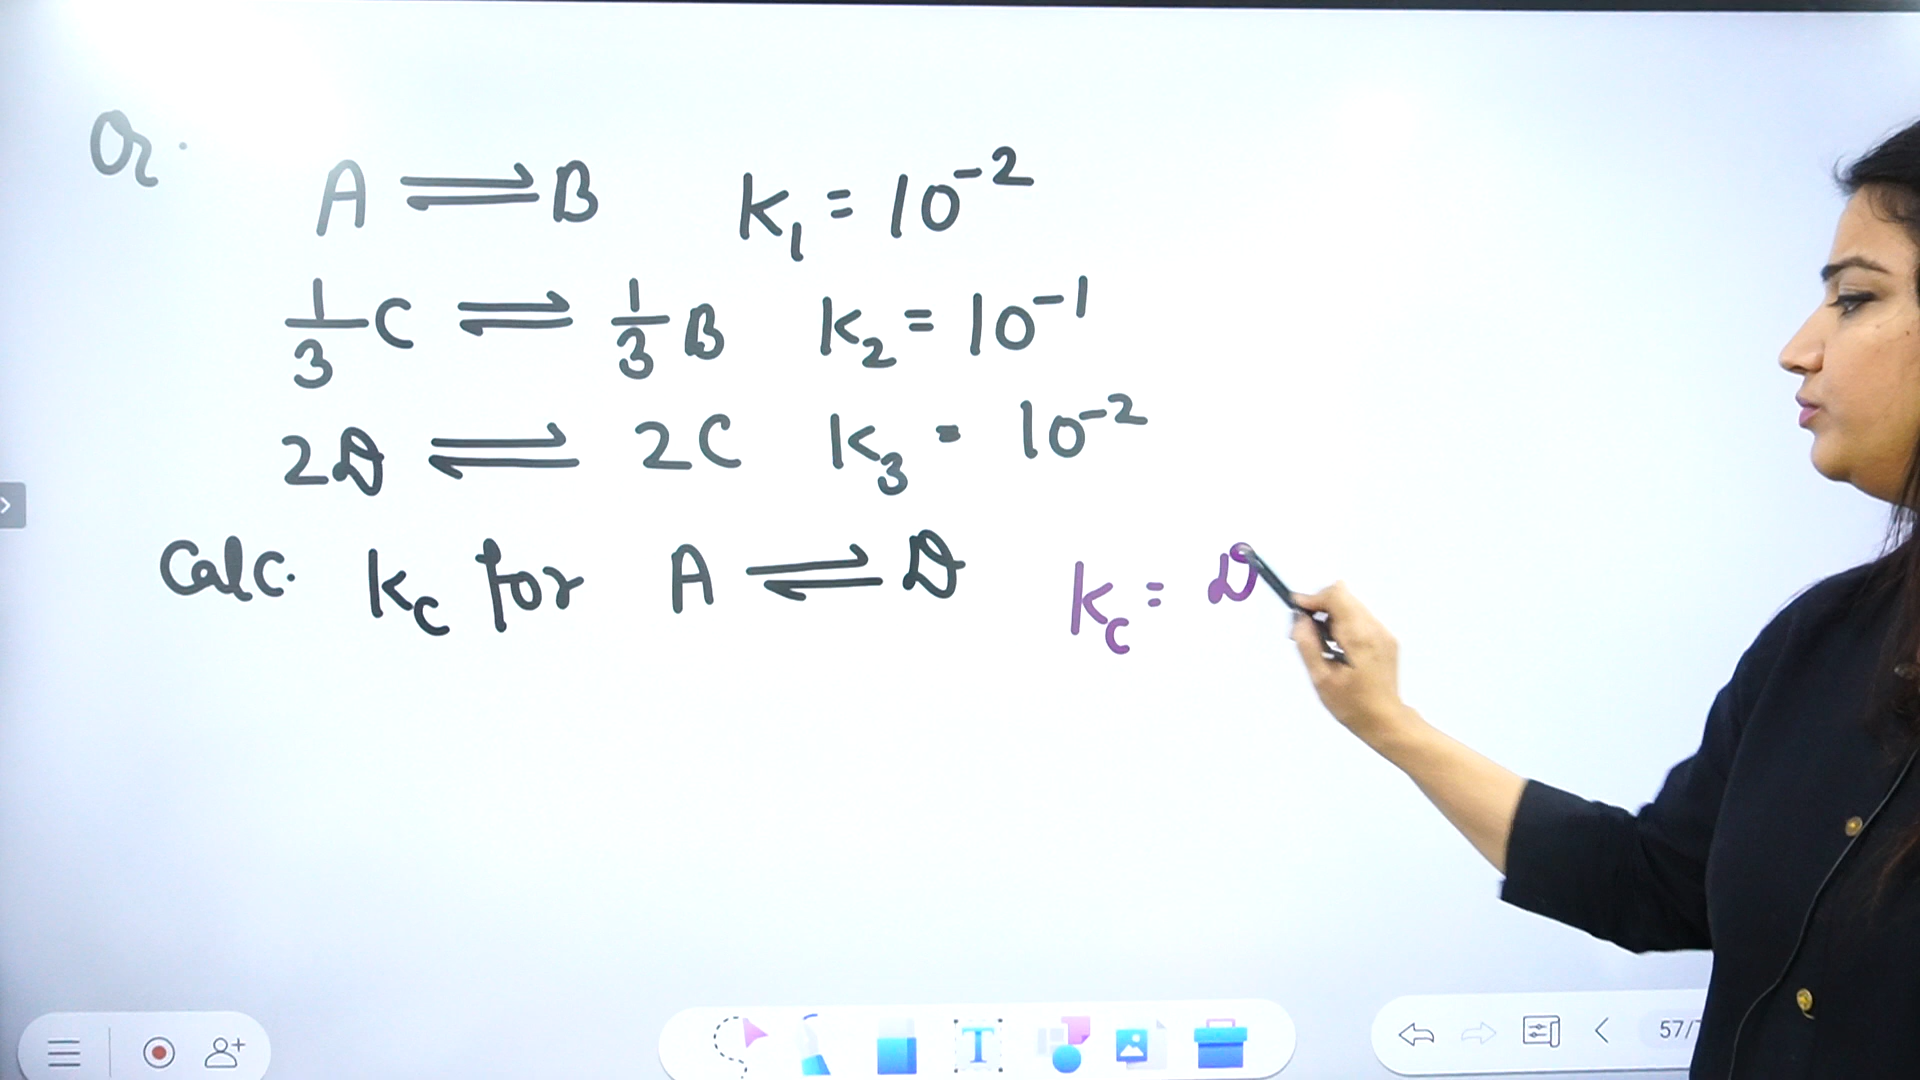 Qr.
A ⇌ B K₁ = 10⁻²
1/3 C ⇌ 1/3 B K₂ = 10⁻¹
2D ⇌ 2C K₃ = 10⁻²
Calc. Kc for A ⇌ D Kc = D
T
57/